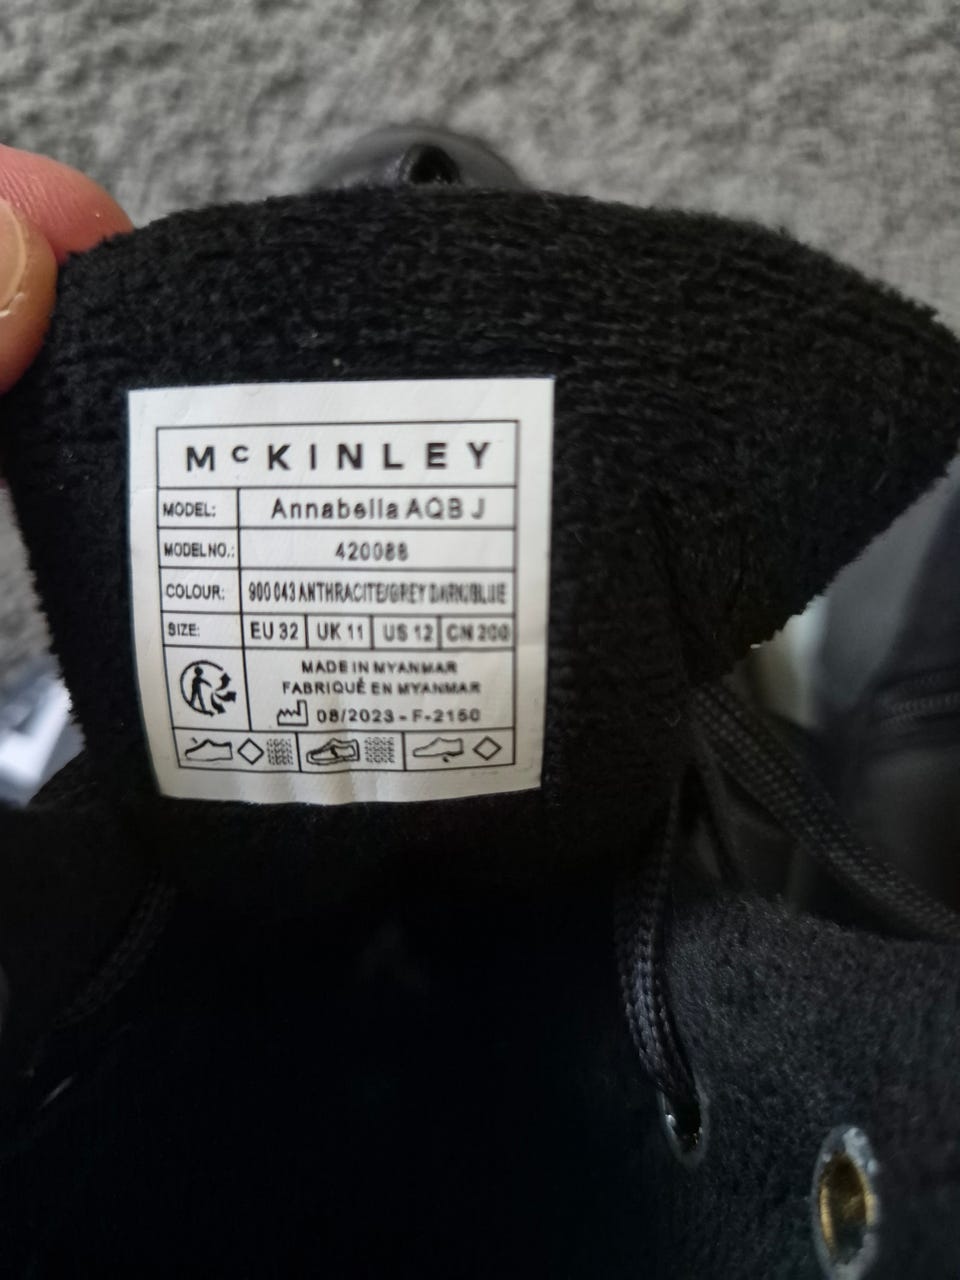 McKINLEY
MODEL: Annabella AQB J
MODEL NO.: 420088
COLOUR: 900 043 ANTHRACITE/GREY DARK/BLUE
SIZE: EU 32 UK 11 US 12 CN 200
MADE IN MYANMAR
FABRIQUÉ EN MYANMAR
08/2023 - F-2150